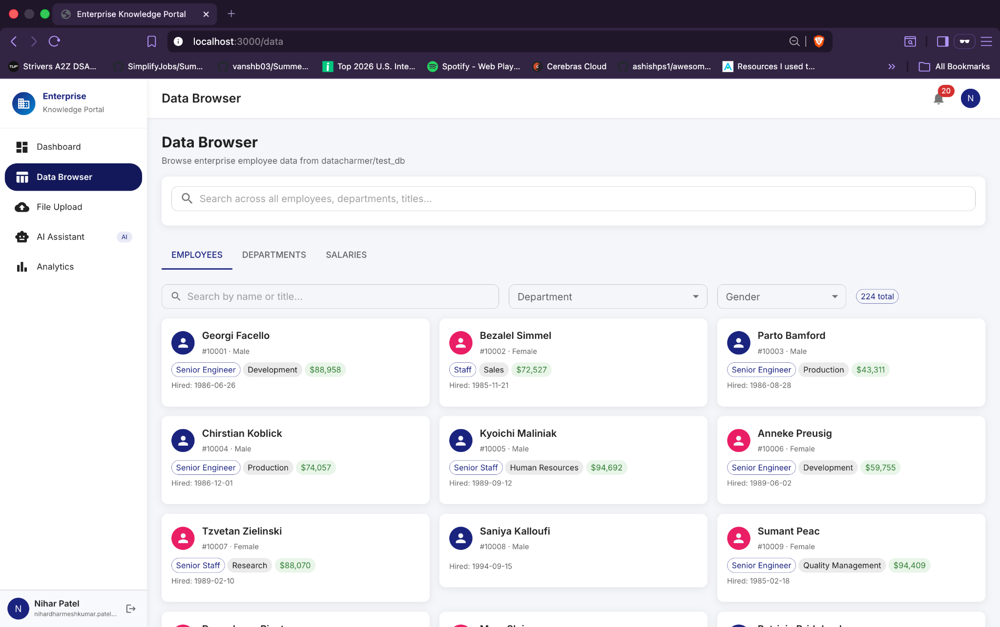 Enterprise Knowledge Portal
localhost:3000/data
Strivers A2Z DSA...
SimplifyJobs/Sum...
vanshb03/Summe...
Top 2026 U.S. Inte...
Spotify - Web Play...
Cerebras Cloud
ashishps1/awesom...
Resources I used t...
All Bookmarks
Enterprise
Knowledge Portal
Dashboard
Data Browser
File Upload
AI Assistant
AI
Analytics
Nihar Patel
nihardharmeshkumar.patel...
N
Data Browser
20
N
Data Browser
Browse enterprise employee data from datacharmer/test_db
Search across all employees, departments, titles...
EMPLOYEES
DEPARTMENTS
SALARIES
Search by name or title...
Department
Gender
224 total
Georgi Facello
#10001 · Male
Senior Engineer
Development
$88,958
Hired: 1986-06-26
Bezalel Simmel
#10002 · Female
Staff
Sales
$72,527
Hired: 1985-11-21
Parto Bamford
#10003 · Male
Senior Engineer
Production
$43,311
Hired: 1986-08-28
Chirstian Koblick
#10004 · Male
Senior Engineer
Production
$74,057
Hired: 1986-12-01
Kyoichi Maliniak
#10005 · Male
Senior Staff
Human Resources
$94,692
Hired: 1989-09-12
Anneke Preusig
#10006 · Female
Senior Engineer
Development
$59,755
Hired: 1989-06-02
Tzvetan Zielinski
#10007 · Female
Senior Staff
Research
$88,070
Hired: 1989-02-10
Saniya Kalloufi
#10008 · Male
Hired: 1994-09-15
Sumant Peac
#10009 · Female
Senior Engineer
Quality Management
$94,409
Hired: 1985-02-18